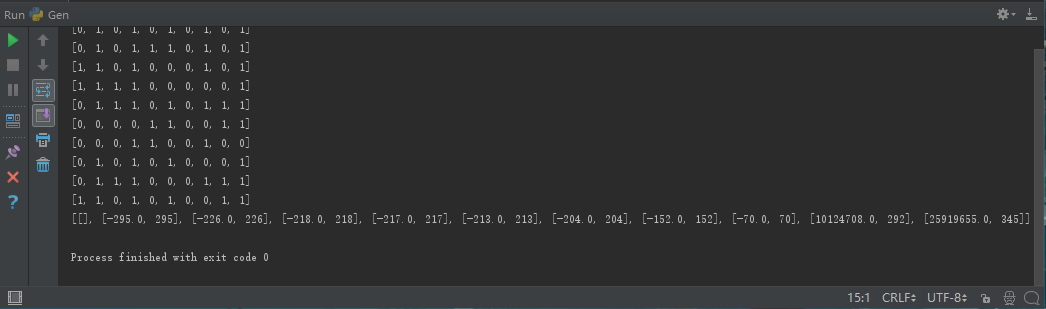 Run Gen
[0, 1, 0, 1, 0, 1, 0, 1, 0, 1]
[0, 1, 0, 1, 1, 1, 0, 1, 0, 1]
[1, 1, 0, 1, 0, 0, 0, 1, 0, 1]
[1, 1, 1, 1, 0, 0, 0, 0, 0, 1]
[0, 1, 1, 1, 0, 1, 0, 1, 1, 1]
[0, 0, 0, 0, 1, 1, 0, 0, 1, 1]
[0, 0, 0, 1, 1, 0, 0, 1, 0, 0]
[0, 1, 0, 1, 0, 1, 0, 0, 0, 1]
[0, 1, 1, 1, 0, 0, 0, 1, 1, 1]
[1, 1, 0, 1, 0, 1, 0, 0, 1, 1]
[[], [-295.0, 295], [-226.0, 226], [-218.0, 218], [-217.0, 217], [-213.0, 213], [-204.0, 204], [-152.0, 152], [-70.0, 70], [10124708.0, 292], [25919655.0, 345]]
Process finished with exit code 0
15:1 CRLF UTF-8